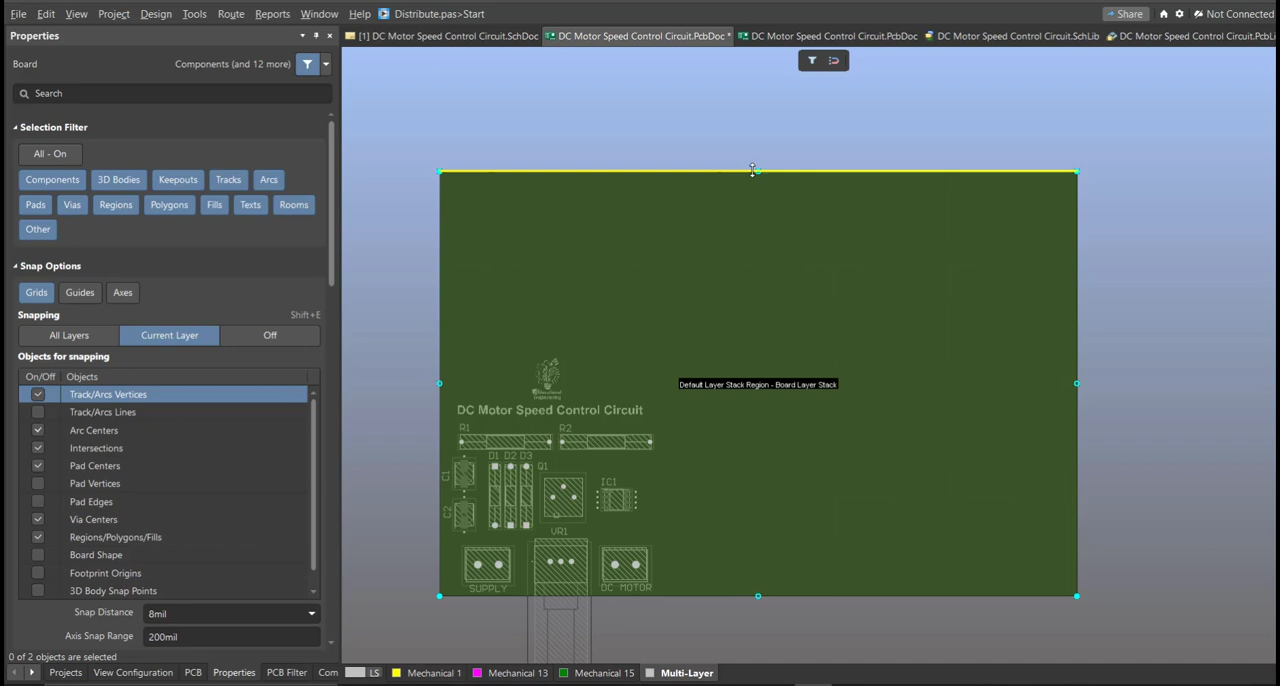 File Edit View Project Design Tools Route Reports Window Help Distribute.pas>Start Share Not Connected
Properties
[1] DC Motor Speed Control Circuit.SchDoc DC Motor Speed Control Circuit.PcbDoc * DC Motor Speed Control Circuit.PcbDoc DC Motor Speed Control Circuit.SchLib DC Motor Speed Control Circuit.PcbLi
Board Components (and 12 more)
Search
Selection Filter
All - On
Components 3D Bodies Keepouts Tracks Arcs
Pads Vias Regions Polygons Fills Texts Rooms
Other
Snap Options
Grids Guides Axes
Snapping Shift+E
All Layers Current Layer Off
Objects for snapping
On/Off Objects
Track/Arcs Vertices
Track/Arcs Lines
Arc Centers
Intersections
Pad Centers
Pad Vertices
Pad Edges
Via Centers
Regions/Polygons/Fills
Board Shape
Footprint Origins
3D Body Snap Points
Snap Distance 8mil
Axis Snap Range 200mil
0 of 2 objects are selected
Default Layer Stack Region - Board Layer Stack
DC Motor Speed Control Circuit
R1 R2
D1 D2 D3
C1 Q1 IC1
C2
VR1
SUPPLY DC MOTOR
Projects View Configuration PCB Properties PCB Filter Com LS Mechanical 1 Mechanical 13 Mechanical 15 Multi-Layer